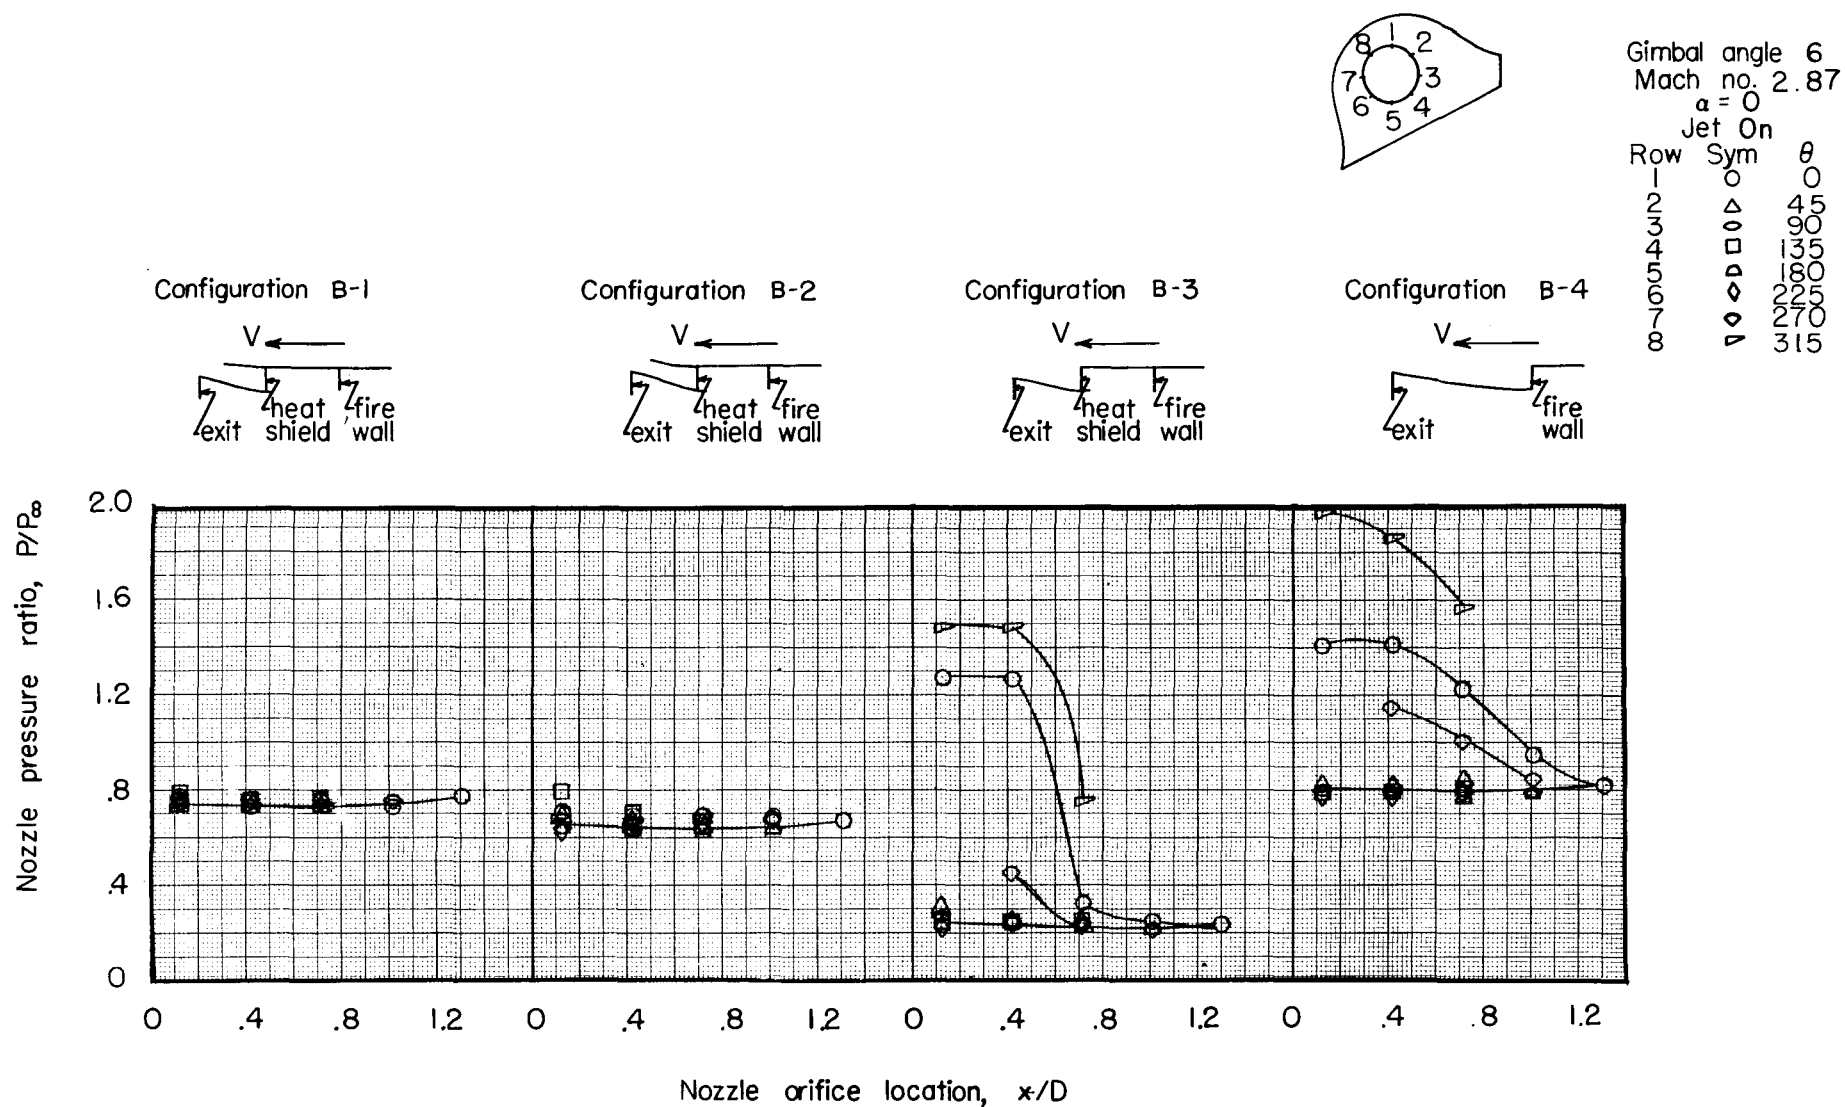 1
8 2
7 3
6 4
5
Gimbal angle 6
Mach no. 2.87
α = 0
Jet On
Row Sym θ
1 0
2 45
3 90
4 135
5 180
6 225
7 270
8 315
Configuration B-1
Configuration B-2
Configuration B-3
Configuration B-4
V
V
V
V
exit heat shield fire wall
exit heat shield fire wall
exit heat shield fire wall
exit fire wall
Nozzle pressure ratio, P/P∞
2.0
1.6
1.2
.8
.4
0
0 .4 .8 1.2 0 .4 .8 1.2 0 .4 .8 1.2 0 .4 .8 1.2
Nozzle orifice location, x/D